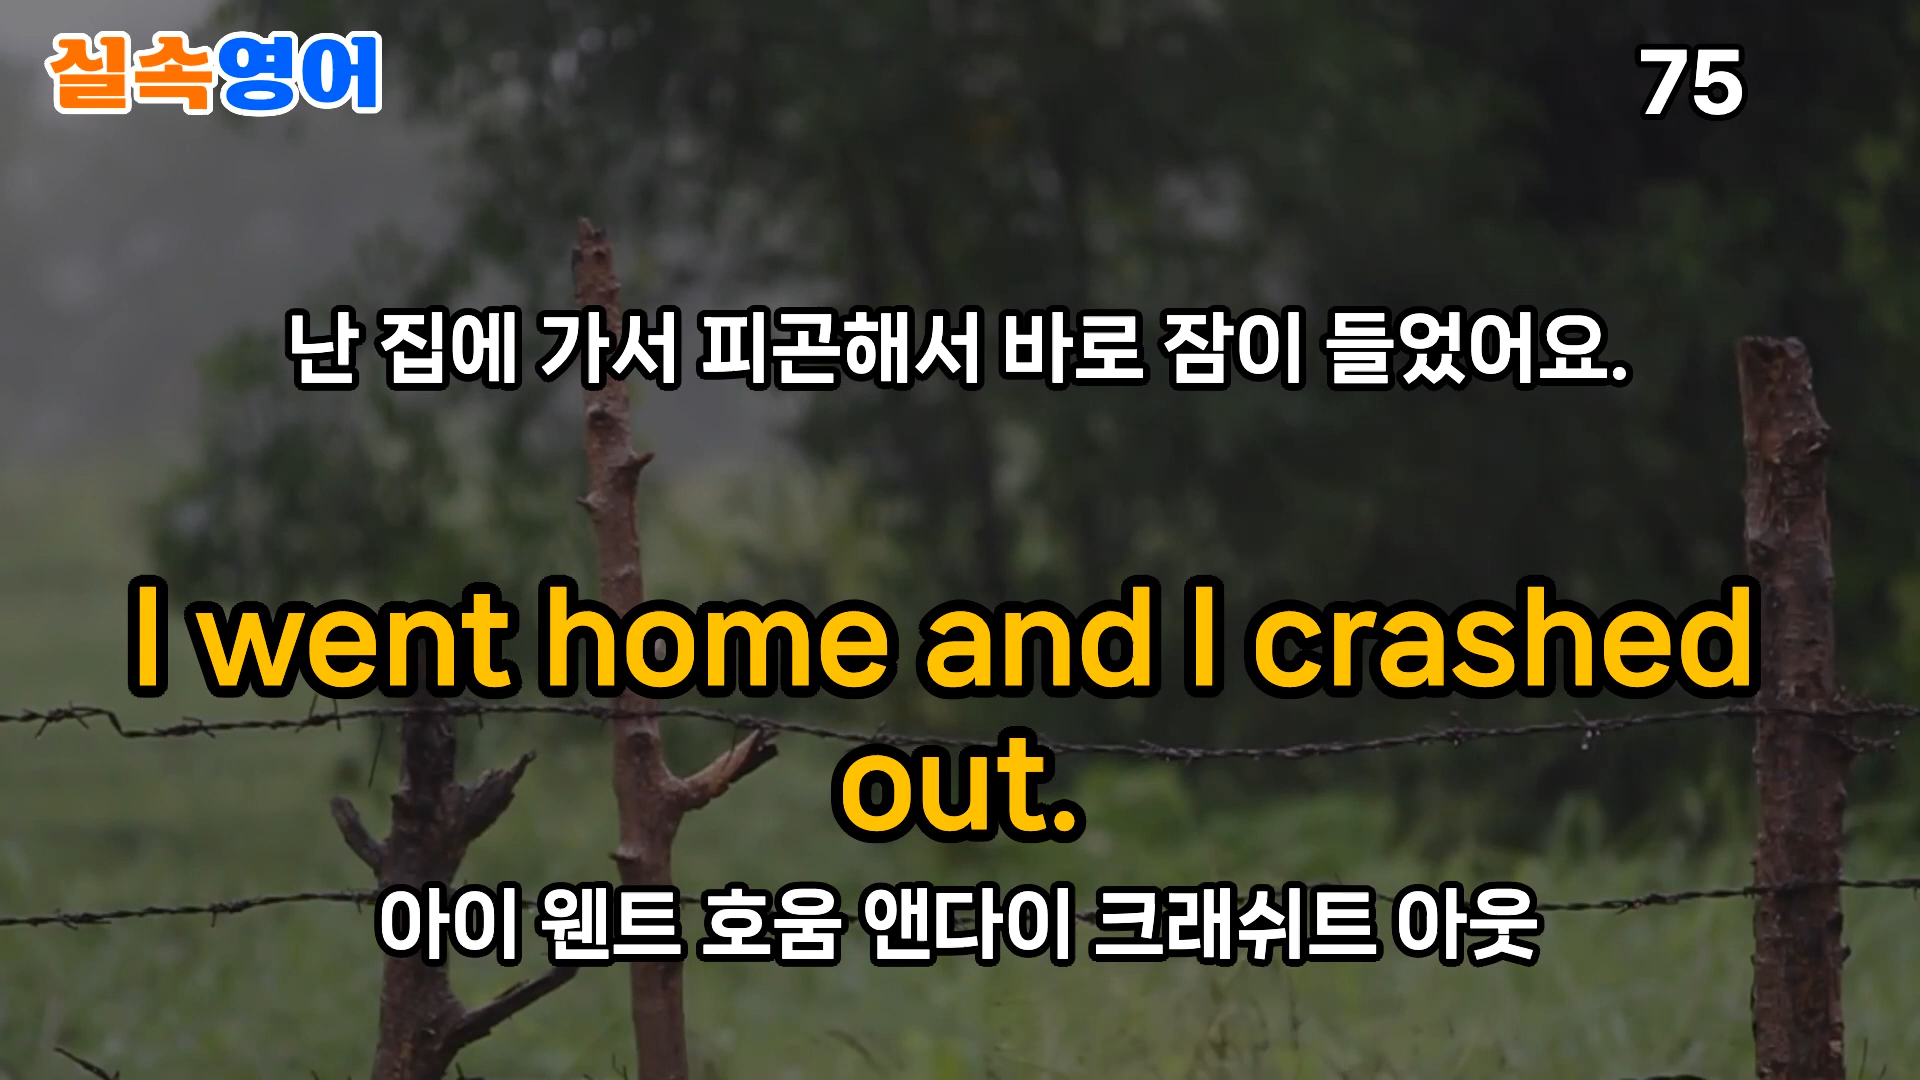 실속영어
75
난 집에 가서 피곤해서 바로 잠이 들었어요.
I went home and I crashed
out.
아이 웬트 호움 앤다이 크래쉬트 아웃